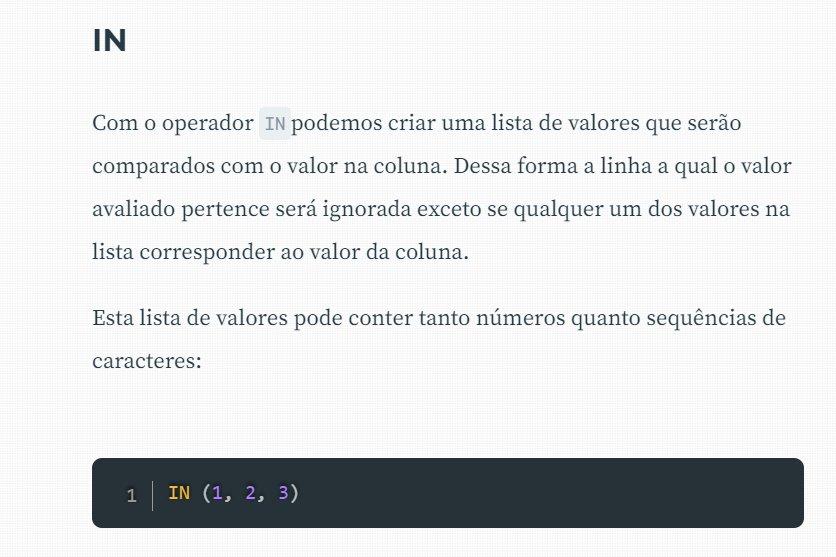 IN
Com o operador IN podemos criar uma lista de valores que serão
comparados com o valor na coluna. Dessa forma a linha a qual o valor
avaliado pertence será ignorada exceto se qualquer um dos valores na
lista corresponder ao valor da coluna.
Esta lista de valores pode conter tanto números quanto sequências de
caracteres:
1 IN (1, 2, 3)